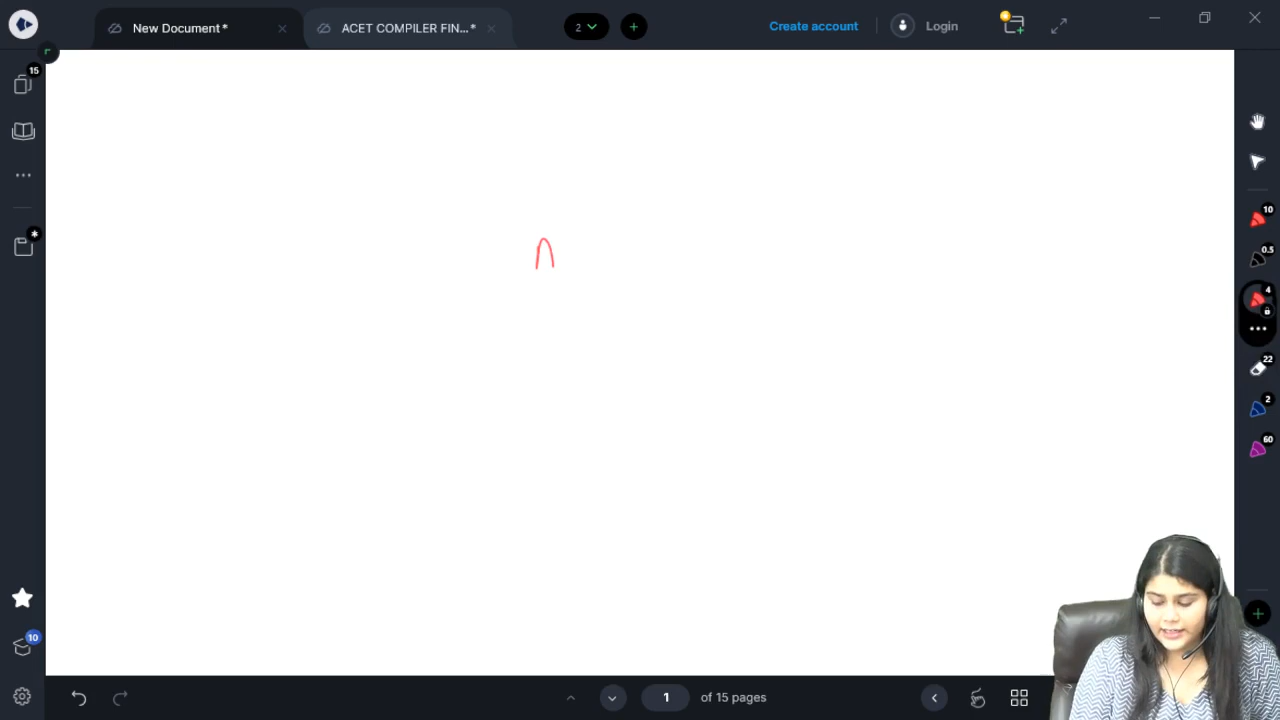 New Document *
ACET COMPILER FIN... *
2
Create account
Login
15
10
0.5
4
22
2
60
10
1
of 15 pages